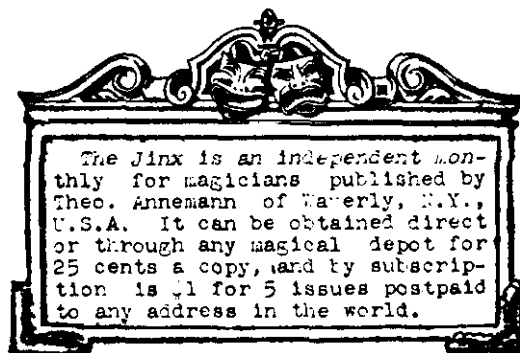 The Jinx is an independent mon-
thly for magicians published by
Theo. Annemann of Waverly, N.Y.,
U.S.A. It can be obtained direct
or through any magical depot for
25 cents a copy, and by subscrip-
tion is $1 for 5 issues postpaid
to any address in the world.